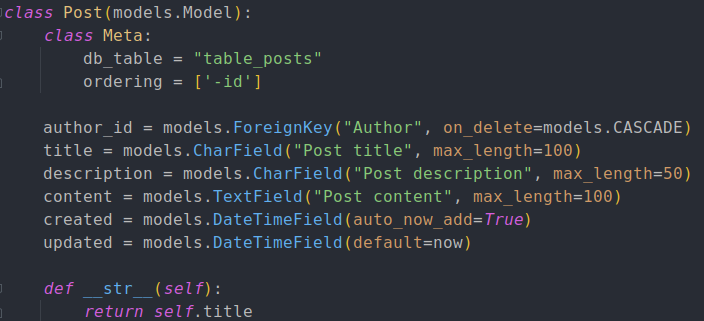 class Post(models.Model):
    class Meta:
        db_table = "table_posts"
        ordering = ['-id']

    author_id = models.ForeignKey("Author", on_delete=models.CASCADE)
    title = models.CharField("Post title", max_length=100)
    description = models.CharField("Post description", max_length=50)
    content = models.TextField("Post content", max_length=100)
    created = models.DateTimeField(auto_now_add=True)
    updated = models.DateTimeField(default=now)

    def __str__(self):
        return self.title